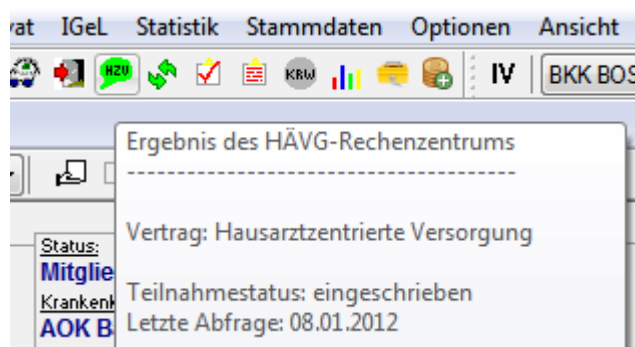 IGeL Statistik Stammdaten Optionen Ansicht
HZV KRW IV BKK BOS
Ergebnis des HÄVG-Rechenzentrums
---------------------------------------
Vertrag: Hausarztzentrierte Versorgung
Status:
Mitglie
Teilnahmestatus: eingeschrieben
Krankenk
Letzte Abfrage: 08.01.2012
AOK B